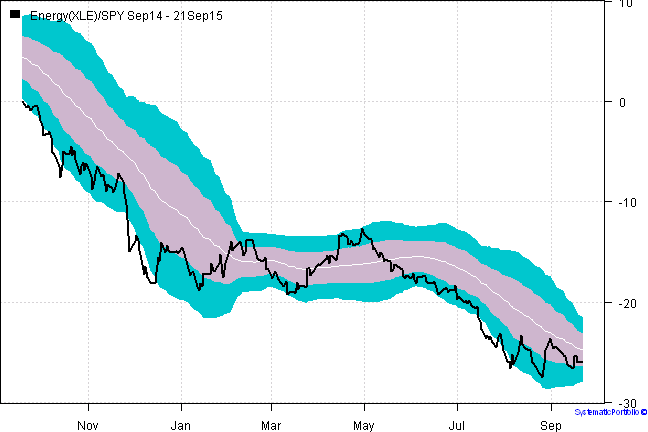 Energy(XLE)/SPY Sep14 - 21Sep15
10
0
-10
-20
-30
Nov
Jan
Mar
May
Jul
Sep
SystematicPortfolio ©